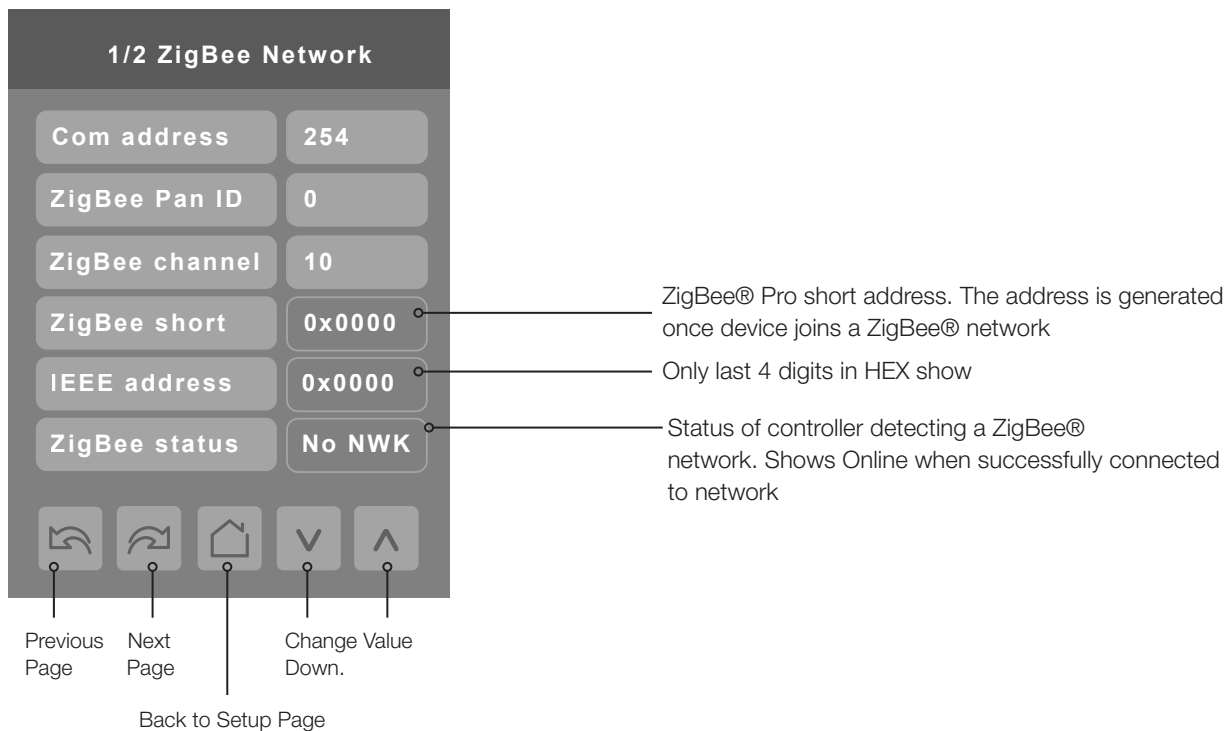 1/2 ZigBee Network
Com address 254
ZigBee Pan ID 0
ZigBee channel 10
ZigBee short 0x0000
IEEE address 0x0000
ZigBee status No NWK
ZigBee® Pro short address. The address is generated
once device joins a ZigBee® network
Only last 4 digits in HEX show
Status of controller detecting a ZigBee®
network. Shows Online when successfully connected
to network
Previous
Page
Next
Page
Change Value
Down.
Back to Setup Page